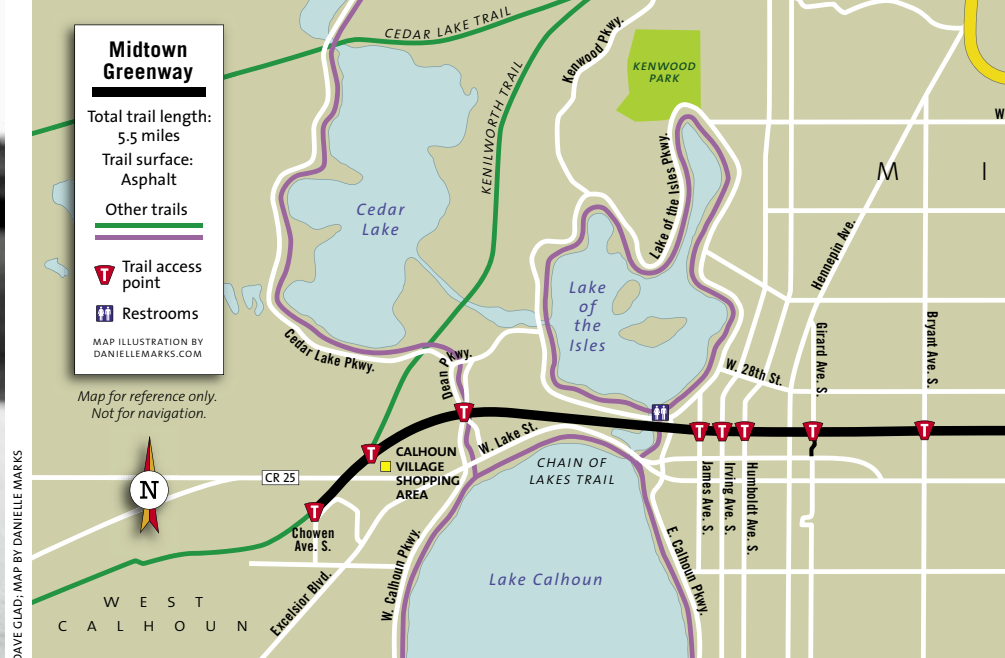 Midtown
Greenway
Total trail length:
5.5 miles
Trail surface:
Asphalt
Other trails
T
Trail access
point
Restrooms
MAP ILLUSTRATION BY
DANIELLEMARKS.COM
Map for reference only.
Not for navigation.
N
DAVE GLAD; MAP BY DANIELLE MARKS
CEDAR LAKE TRAIL
KENILWORTH TRAIL
Kenwood Pkwy.
KENWOOD
PARK
Lake of the Isles Pkwy.
W
M I
Cedar
Lake
Lake
of
the
Isles
Hennepin Ave.
Girard Ave. S.
Bryant Ave. S.
W. 28th St.
Cedar Lake Pkwy.
Dean Pkwy.
T
T
T
T
T
T
T
T
W. Lake St.
CALHOUN
VILLAGE
SHOPPING
AREA
CR 25
CHAIN OF
LAKES TRAIL
James Ave. S.
Irving Ave. S.
Humboldt Ave. S.
Chowen
Ave. S.
Excelsior Blvd.
W. Calhoun Pkwy.
Lake Calhoun
E. Calhoun Pkwy.
WEST
CALHOUN